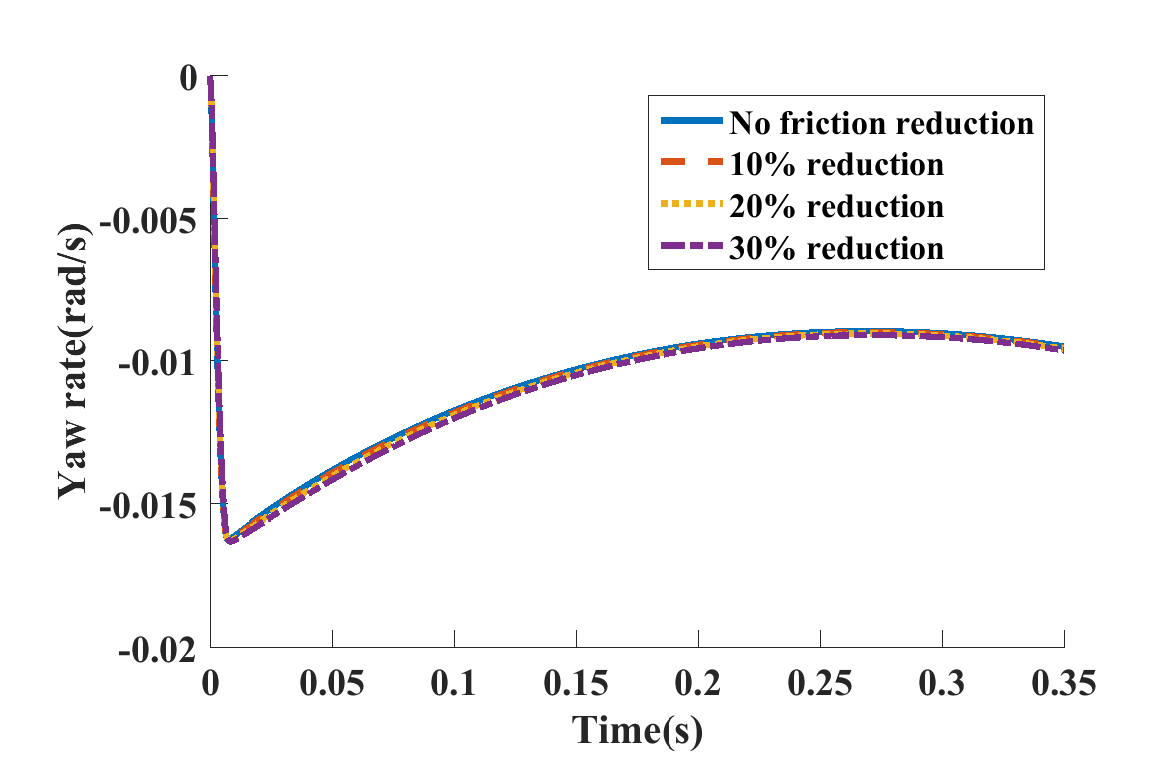 0
-0.005
-0.01
-0.015
-0.02
Yaw rate(rad/s)
No friction reduction
10% reduction
20% reduction
30% reduction
0 0.05 0.1 0.15 0.2 0.25 0.3 0.35
Time(s)